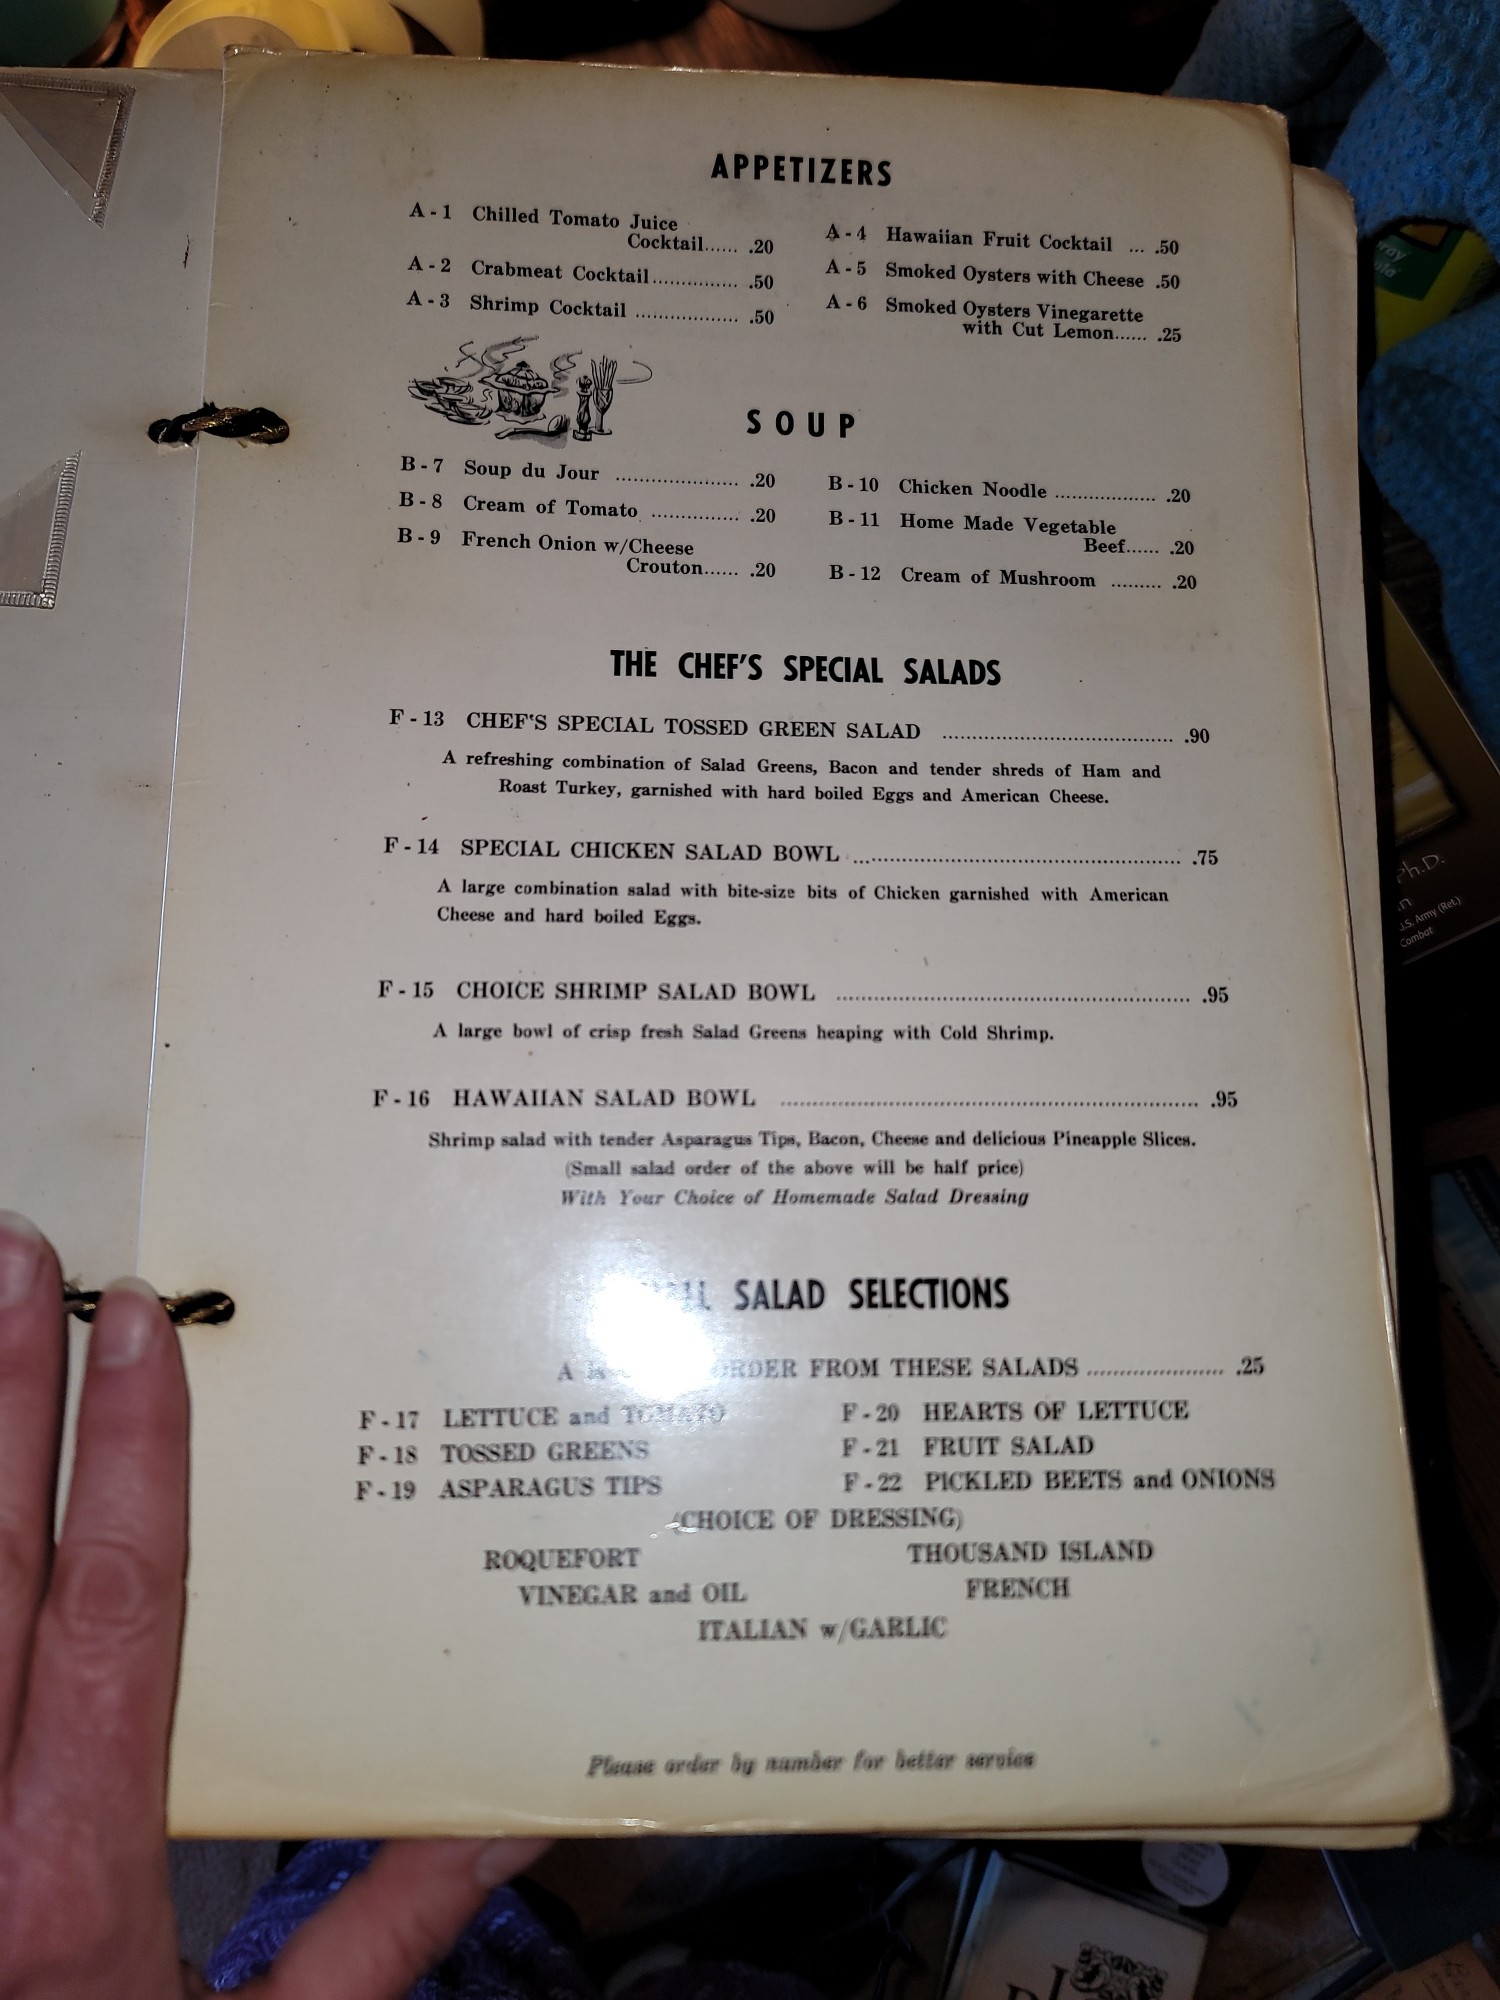 APPETIZERS
A - 1 Chilled Tomato Juice
Cocktail...... .20
A - 2 Crabmeat Cocktail............... .50
A - 3 Shrimp Cocktail .................. .50
A - 4 Hawaiian Fruit Cocktail ... .50
A - 5 Smoked Oysters with Cheese .50
A - 6 Smoked Oysters Vinegarette
with Cut Lemon...... .25
SOUP
B - 7 Soup du Jour ..................... .20
B - 8 Cream of Tomato ............... .20
B - 9 French Onion w/Cheese
Crouton...... .20
B - 10 Chicken Noodle ................. .20
B - 11 Home Made Vegetable
Beef...... .20
B - 12 Cream of Mushroom ......... .20
THE CHEF'S SPECIAL SALADS
F - 13 CHEF'S SPECIAL TOSSED GREEN SALAD ....................................... .90
A refreshing combination of Salad Greens, Bacon and tender shreds of Ham and
Roast Turkey, garnished with hard boiled Eggs and American Cheese.
F - 14 SPECIAL CHICKEN SALAD BOWL ........................................................ .75
A large combination salad with bite-size bits of Chicken garnished with American
Cheese and hard boiled Eggs.
F - 15 CHOICE SHRIMP SALAD BOWL ............................................................ .95
A large bowl of crisp fresh Salad Greens heaping with Cold Shrimp.
F - 16 HAWAIIAN SALAD BOWL ...................................................................... .95
Shrimp salad with tender Asparagus Tips, Bacon, Cheese and delicious Pineapple Slices.
(Small salad order of the above will be half price)
With Your Choice of Homemade Salad Dressing
SALAD SELECTIONS
A ORDER FROM THESE SALADS ....................... .25
F - 17 LETTUCE and TOMATO
F - 18 TOSSED GREENS
F - 19 ASPARAGUS TIPS
F - 20 HEARTS OF LETTUCE
F - 21 FRUIT SALAD
F - 22 PICKLED BEETS and ONIONS
(CHOICE OF DRESSING)
ROQUEFORT
THOUSAND ISLAND
VINEGAR and OIL
FRENCH
ITALIAN w/GARLIC
Please order by number for better service
Ph.D.
U.S. Army (Ret.)
Combat